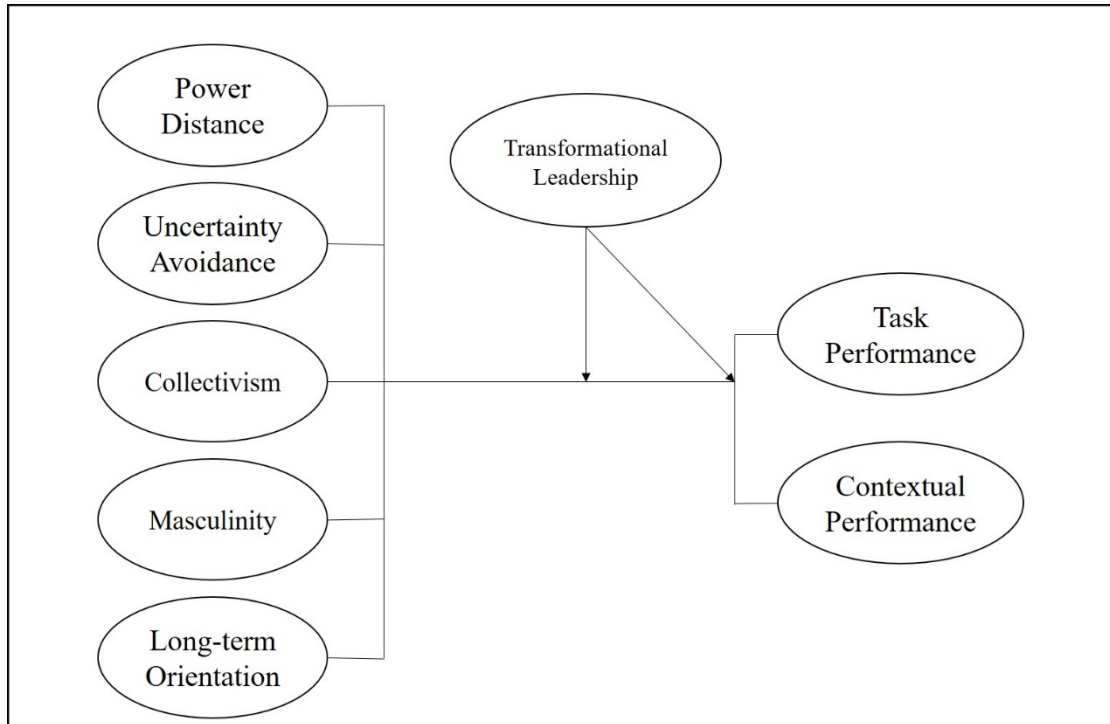 Power
Distance
Uncertainty
Avoidance
Collectivism
Masculinity
Long-term
Orientation
Transformational
Leadership
Task
Performance
Contextual
Performance